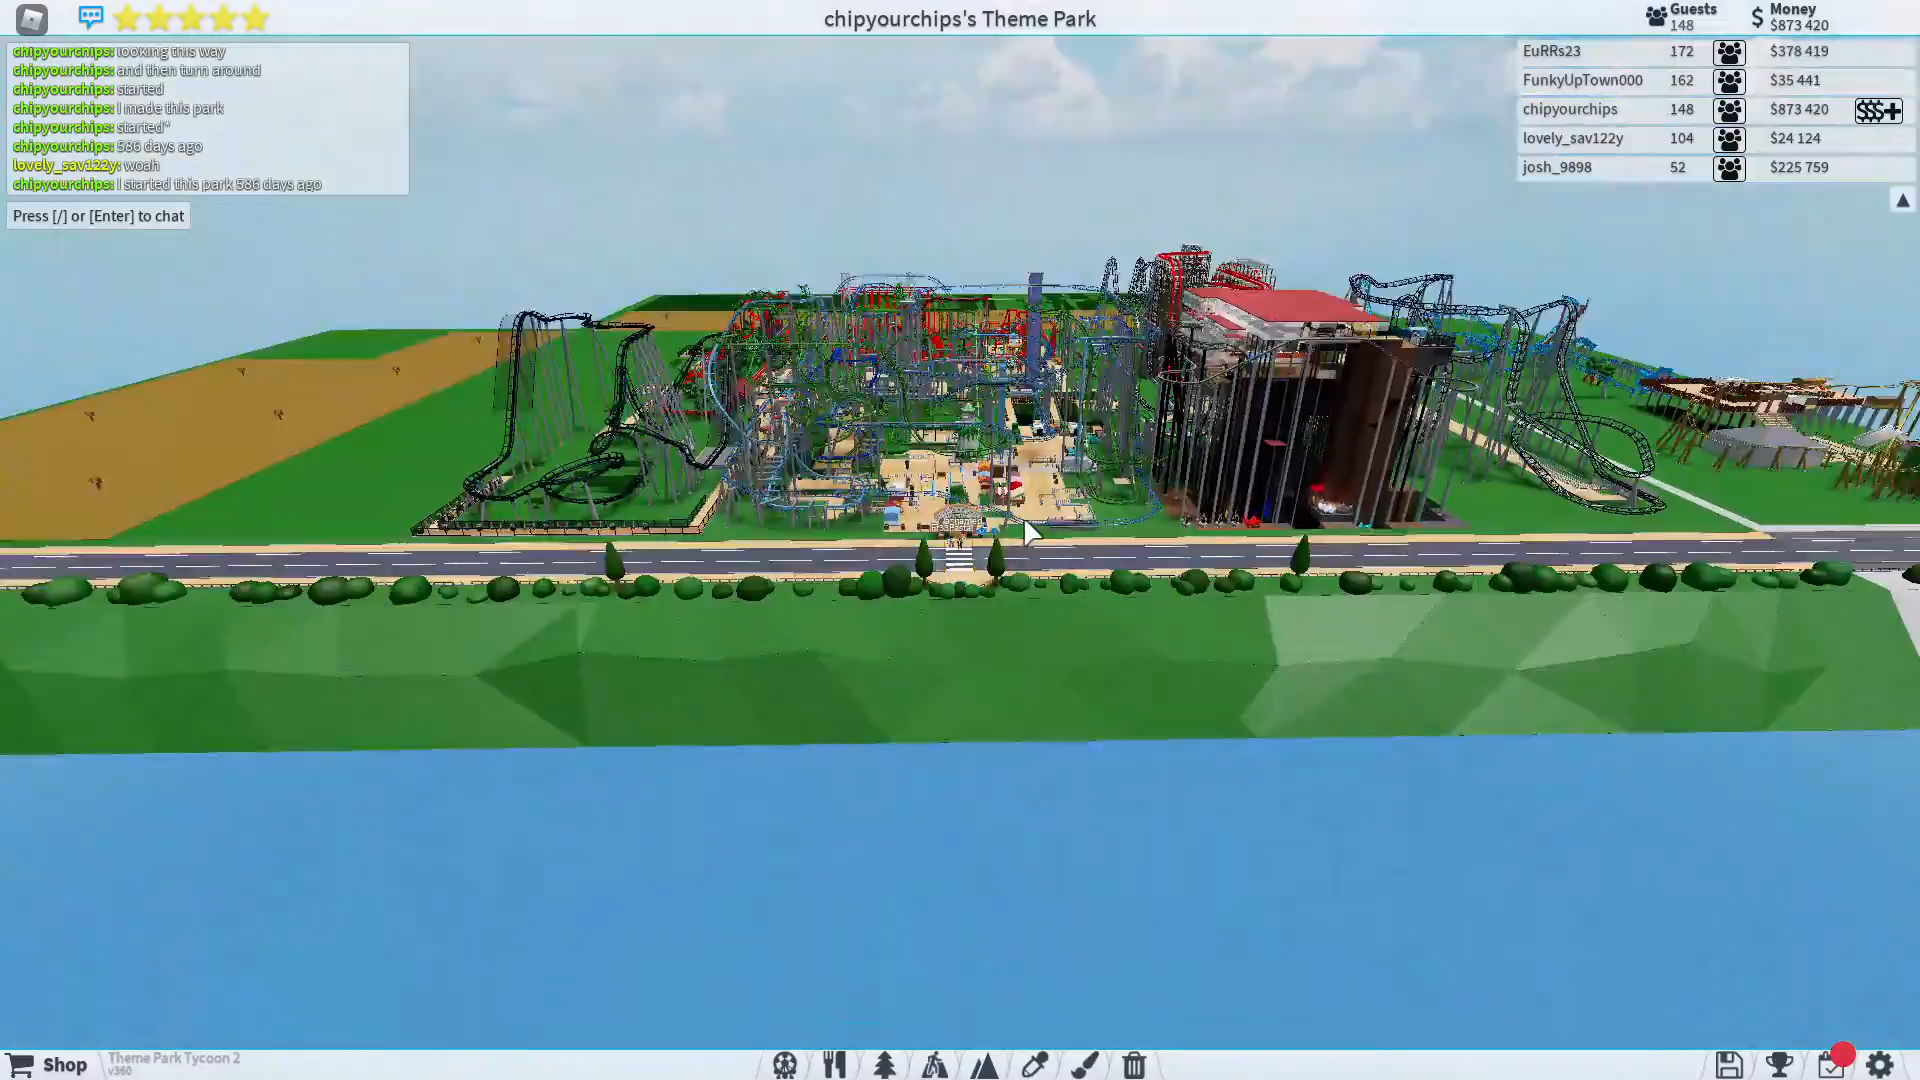 chipyourchips's Theme Park
Guests
148
Money
$873 420
chipyourchips: looking this way
chipyourchips: and then turn around
chipyourchips: started
chipyourchips: I made this park
chipyourchips: started*
chipyourchips: 586 days ago
lovely_sav122y: woah
chipyourchips: I started this park 586 days ago
Press [/] or [Enter] to chat
EuRRs23 172 $378 419
FunkyUpTown000 162 $35 441
chipyourchips 148 $873 420 $$$+
lovely_sav122y 104 $24 124
josh_9898 52 $225 759
Shop
Theme Park Tycoon 2
v360